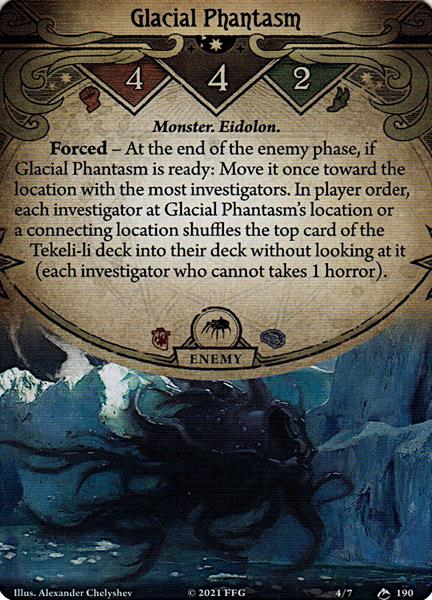 Glacial Phantasm
4 4 2
Monster. Eidolon.
Forced – At the end of the enemy phase, if
Glacial Phantasm is ready: Move it once toward the
location with the most investigators. In player order,
each investigator at Glacial Phantasm's location or
a connecting location shuffles the top card of the
Tekeli-li deck into their deck without looking at it
(each investigator who cannot takes 1 horror).
ENEMY
Illus. Alexander Chelyshev © 2021 FFG 4/7 190